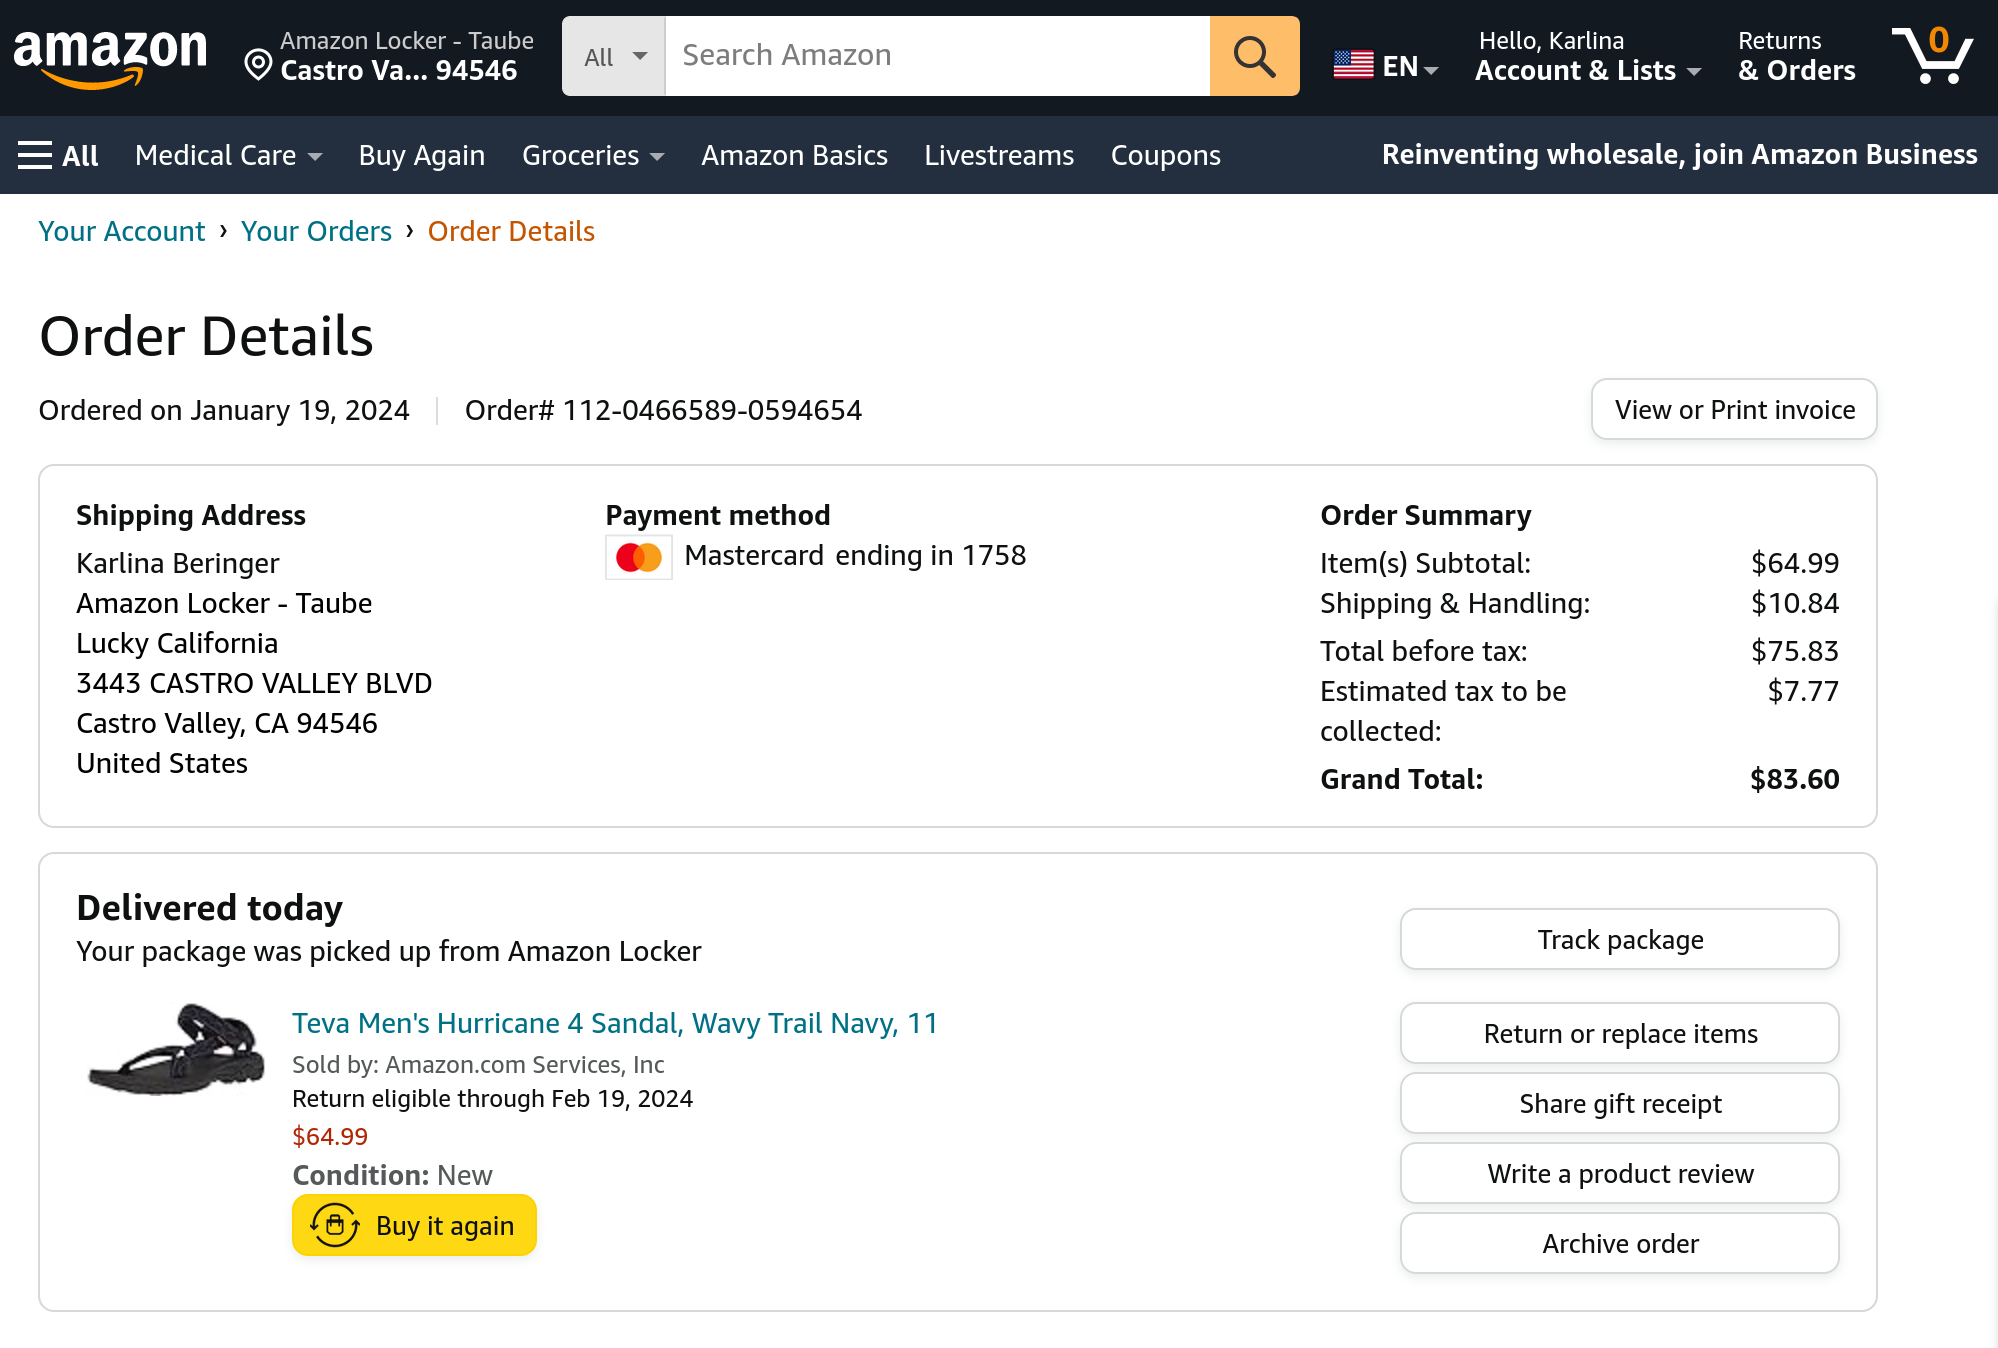 amazon
Amazon Locker - Taube
Castro Va... 94546
All
Search Amazon
EN
Hello, Karlina
Account & Lists
Returns
& Orders
0
All
Medical Care
Buy Again
Groceries
Amazon Basics
Livestreams
Coupons
Reinventing wholesale, join Amazon Business
Your Account › Your Orders › Order Details
Order Details
Ordered on January 19, 2024
Order# 112-0466589-0594654
View or Print invoice
Shipping Address
Karlina Beringer
Amazon Locker - Taube
Lucky California
3443 CASTRO VALLEY BLVD
Castro Valley, CA 94546
United States
Payment method
Mastercard ending in 1758
Order Summary
Item(s) Subtotal: $64.99
Shipping & Handling: $10.84
Total before tax: $75.83
Estimated tax to be $7.77
collected:
Grand Total: $83.60
Delivered today
Your package was picked up from Amazon Locker
Teva Men's Hurricane 4 Sandal, Wavy Trail Navy, 11
Sold by: Amazon.com Services, Inc
Return eligible through Feb 19, 2024
$64.99
Condition: New
Buy it again
Track package
Return or replace items
Share gift receipt
Write a product review
Archive order